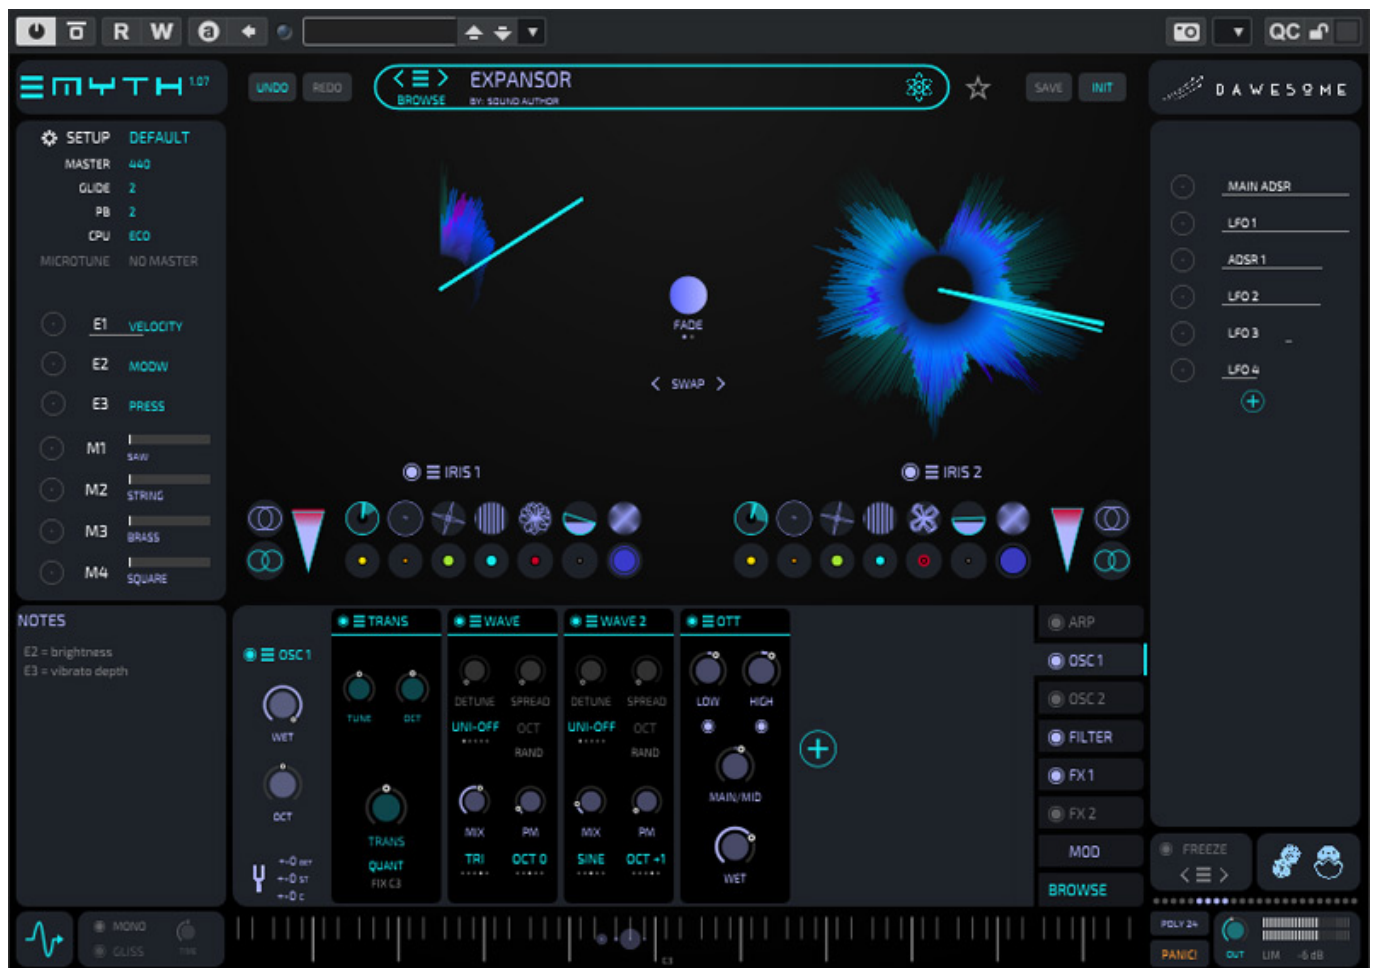 R W a QC
MYTH 1.07
UNDO REDO
BROWSE
EXPANSOR
BY: SOUND AUTHOR
SAVE INIT
DAWESOME
SETUP DEFAULT
MASTER 440
GLIDE 2
PB 2
CPU ECO
MICROTUNE NO MASTER
E1 VELOCITY
E2 MODW
E3 PRESS
M1 SAW
M2 STRING
M3 BRASS
M4 SQUARE
FADE
< SWAP >
IRIS 1
IRIS 2
MAIN ADSR
LFO 1
ADSR 1
LFO 2
LFO 3
LFO 4
NOTES
E2 = brightness
E3 = vibrato depth
OSC 1
WET
OCT
+-0 ST
+-0 C
TRANS
TUNE OCT
TRANS
QUANT
FIX C3
WAVE
DETUNE SPREAD
UNI-OFF OCT
RAND
MIX PM
TRI OCT 0
WAVE 2
DETUNE SPREAD
UNI-OFF OCT
RAND
MIX PM
SINE OCT +1
OTT
LOW HIGH
MAIN/MID
WET
ARP
OSC 1
OSC 2
FILTER
FX 1
FX 2
MOD
BROWSE
FREEZE
MONO
GLISS
C3
POLY 24
PANIC!
OUT LIM -6 dB